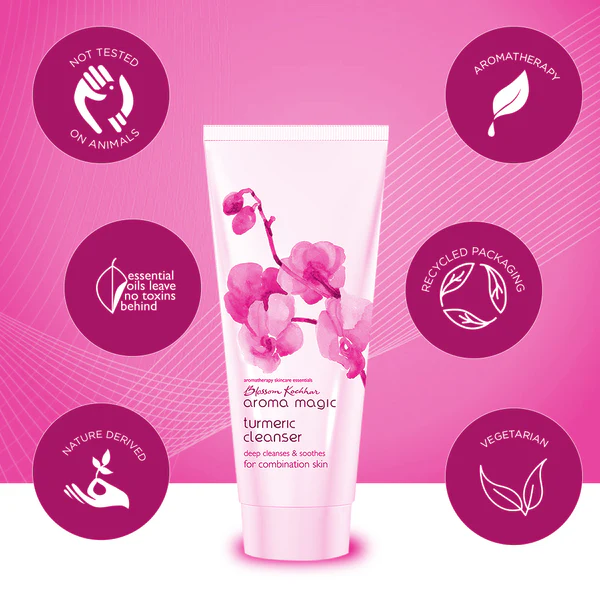 NOT TESTED
ON ANIMALS
AROMATHERAPY
essential
oils leave
no toxins
behind
RECYCLED PACKAGING
NATURE DERIVED
VEGETARIAN
aromatherapy skincare essentials
Blossom Kochhar
aroma magic
turmeric
cleanser
deep cleanses & soothes
for combination skin